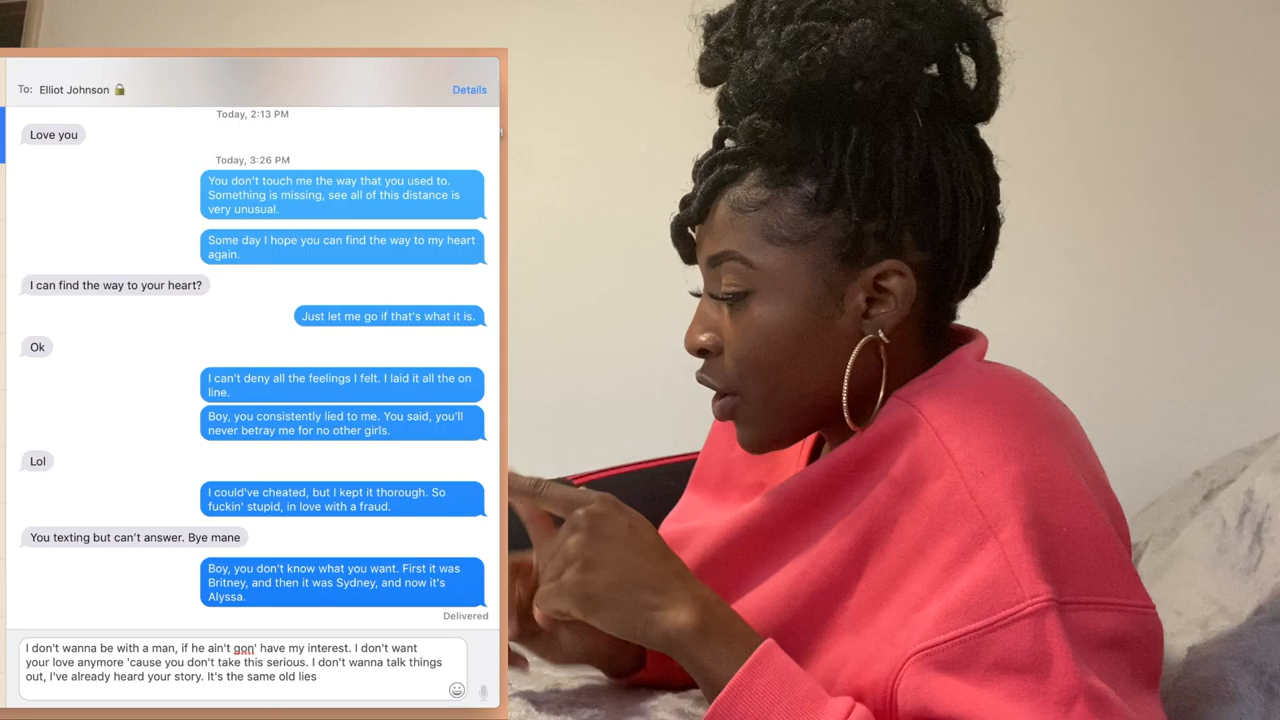 To: Elliot Johnson 🔒
Details
Today, 2:13 PM
Love you
Today, 3:26 PM
You don't touch me the way that you used to.
Something is missing, see all of this distance is
very unusual.
Some day I hope you can find the way to my heart
again.
I can find the way to your heart?
Just let me go if that's what it is.
Ok
I can't deny all the feelings I felt. I laid it all the on
line.
Boy, you consistently lied to me. You said, you'll
never betray me for no other girls.
Lol
I could've cheated, but I kept it thorough. So
fuckin' stupid, in love with a fraud.
You texting but can't answer. Bye mane
Boy, you don't know what you want. First it was
Britney, and then it was Sydney, and now it's
Alyssa.
Delivered
I don't wanna be with a man, if he ain't gon' have my interest. I don't want
your love anymore 'cause you don't take this serious. I don't wanna talk things
out, I've already heard your story. It's the same old lies